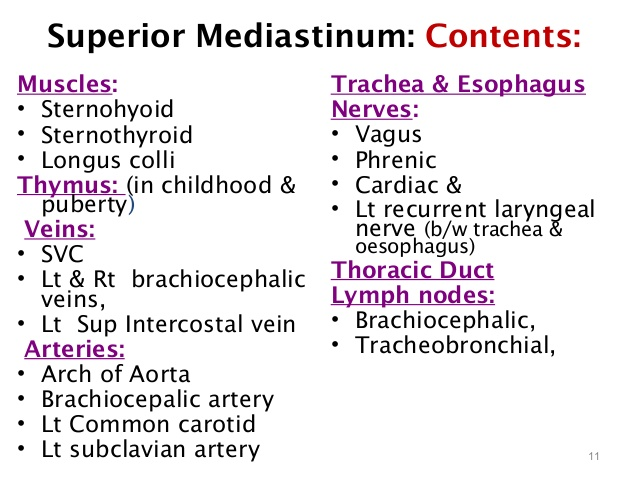 Superior Mediastinum: Contents:
Muscles:
• Sternohyoid
• Sternothyroid
• Longus colli
Thymus: (in childhood &
puberty)
Veins:
• SVC
• Lt & Rt brachiocephalic
veins,
• Lt Sup Intercostal vein
Arteries:
• Arch of Aorta
• Brachiocepalic artery
• Lt Common carotid
• Lt subclavian artery
Trachea & Esophagus
Nerves:
• Vagus
• Phrenic
• Cardiac &
• Lt recurrent laryngeal
nerve (b/w trachea &
oesophagus)
Thoracic Duct
Lymph nodes:
• Brachiocephalic,
• Tracheobronchial,
11